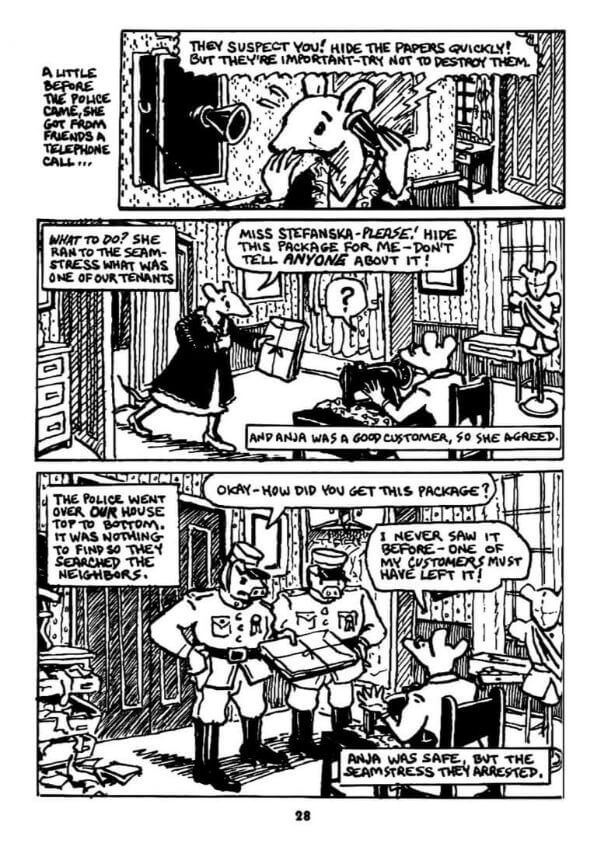 A LITTLE
BEFORE
THE POLICE
CAME, SHE
GOT FROM
FRIENDS A
TELEPHONE
CALL...
THEY SUSPECT YOU! HIDE THE PAPERS QUICKLY!
BUT THEY'RE IMPORTANT-TRY NOT TO DESTROY THEM.
WHAT TO DO? SHE
RAN TO THE SEAM-
STRESS WHAT WAS
ONE OF OUR TENANTS
MISS STEFANSKA-PLEASE! HIDE
THIS PACKAGE FOR ME-DON'T
TELL ANYONE ABOUT IT!
?
AND ANJA WAS A GOOD CUSTOMER, SO SHE AGREED.
THE POLICE WENT
OVER OUR HOUSE
TOP TO BOTTOM.
IT WAS NOTHING
TO FIND SO THEY
SEARCHED THE
NEIGHBORS.
OKAY-HOW DID YOU GET THIS PACKAGE?
I NEVER SAW IT
BEFORE-ONE OF
MY CUSTOMERS MUST
HAVE LEFT IT!
ANJA WAS SAFE, BUT THE
SEAMSTRESS THEY ARRESTED.
28